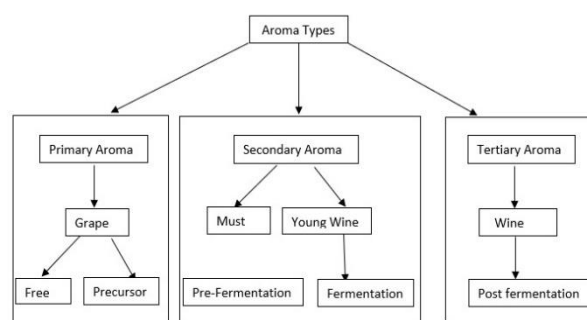 Aroma Types
Primary Aroma
Secondary Aroma
Tertiary Aroma
Grape
Must
Young Wine
Wine
Free
Precursor
Pre-Fermentation
Fermentation
Post fermentation